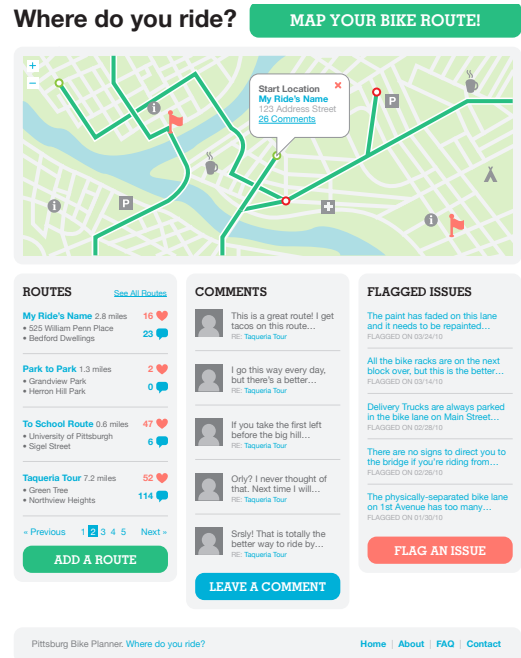 Where do you ride?
MAP YOUR BIKE ROUTE!
+
–
Start Location
My Ride's Name
123 Address Street
26 Comments
P
P
i
i
i
ROUTES
See All Routes
My Ride's Name 2.8 miles 16
• 525 William Penn Place
• Bedford Dwellings
23
Park to Park 1.3 miles 2
• Grandview Park
• Herron Hill Park
0
To School Route 0.6 miles 47
• University of Pittsburgh
• Sigel Street
6
Taqueria Tour 7.2 miles 52
• Green Tree
• Northview Heights
114
« Previous 1 2 3 4 5 Next »
ADD A ROUTE
COMMENTS
This is a great route! I get
tacos on this route…
RE: Taqueria Tour
I go this way every day,
but there's a better…
RE: Taqueria Tour
If you take the first left
before the big hill…
RE: Taqueria Tour
Orly? I never thought of
that. Next time I will…
RE: Taqueria Tour
Srsly! That is totally the
better way to ride by…
RE: Taqueria Tour
LEAVE A COMMENT
FLAGGED ISSUES
The paint has faded on this lane
and it needs to be repainted…
FLAGGED ON 03/24/10
All the bike racks are on the next
block over, but this is the better…
FLAGGED ON 03/14/10
Delivery Trucks are always parked
in the bike lane on Main Street…
FLAGGED ON 02/28/10
There are no signs to direct you to
the bridge if you're riding from…
FLAGGED ON 02/26/10
The physically-separated bike lane
on 1st Avenue has too many…
FLAGGED ON 01/30/10
FLAG AN ISSUE
Pittsburg Bike Planner. Where do you ride?
Home | About | FAQ | Contact